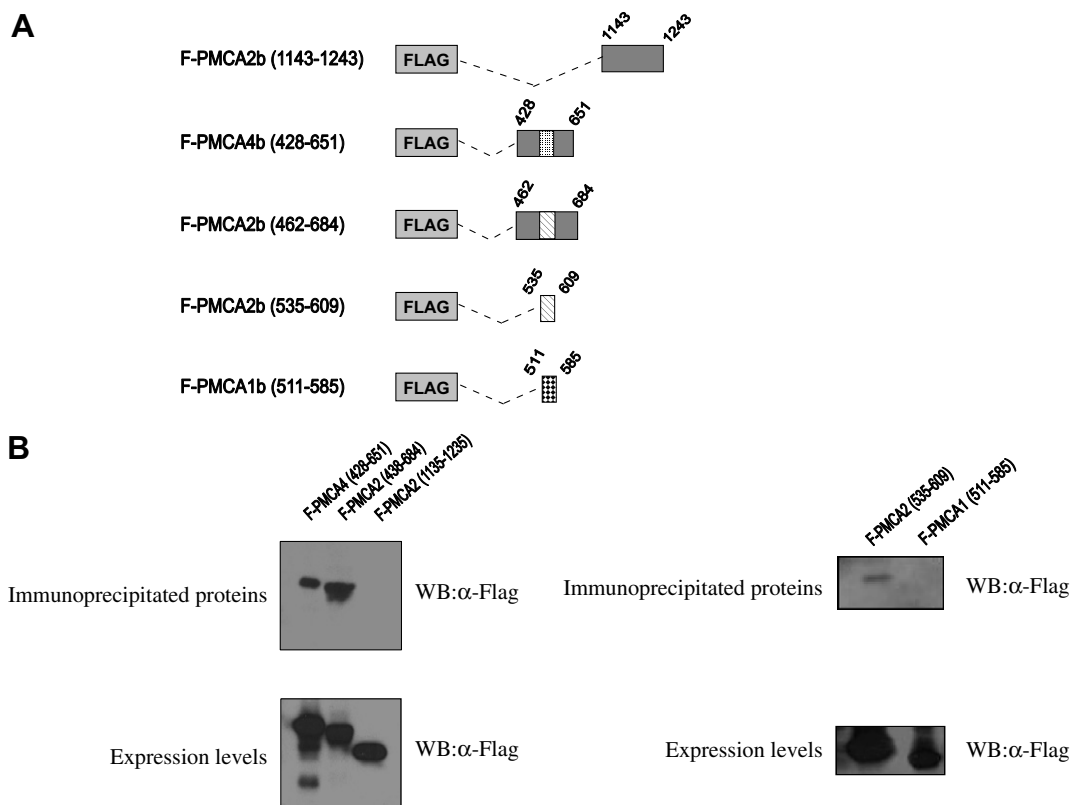 A
1143 1243
F-PMCA2b (1143-1243) FLAG
428 651
F-PMCA4b (428-651) FLAG
462 684
F-PMCA2b (462-684) FLAG
535 609
F-PMCA2b (535-609) FLAG
511 585
F-PMCA1b (511-585) FLAG
B
F-PMCA4 (428-651)
F-PMCA2 (438-684)
F-PMCA2 (1135-1235)
Immunoprecipitated proteins WB:α-Flag
Expression levels WB:α-Flag
F-PMCA2 (535-609)
F-PMCA1 (511-585)
Immunoprecipitated proteins WB:α-Flag
Expression levels WB:α-Flag